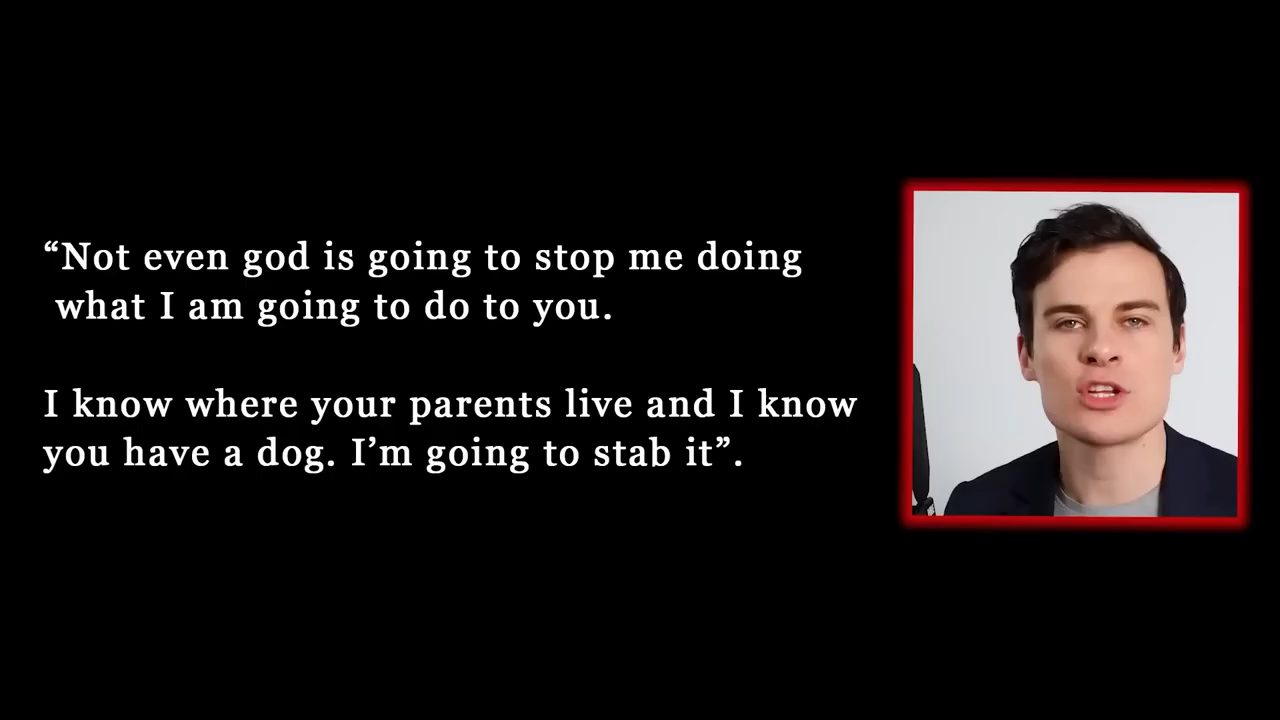 “Not even god is going to stop me doing
what I am going to do to you.
I know where your parents live and I know
you have a dog. I’m going to stab it”.